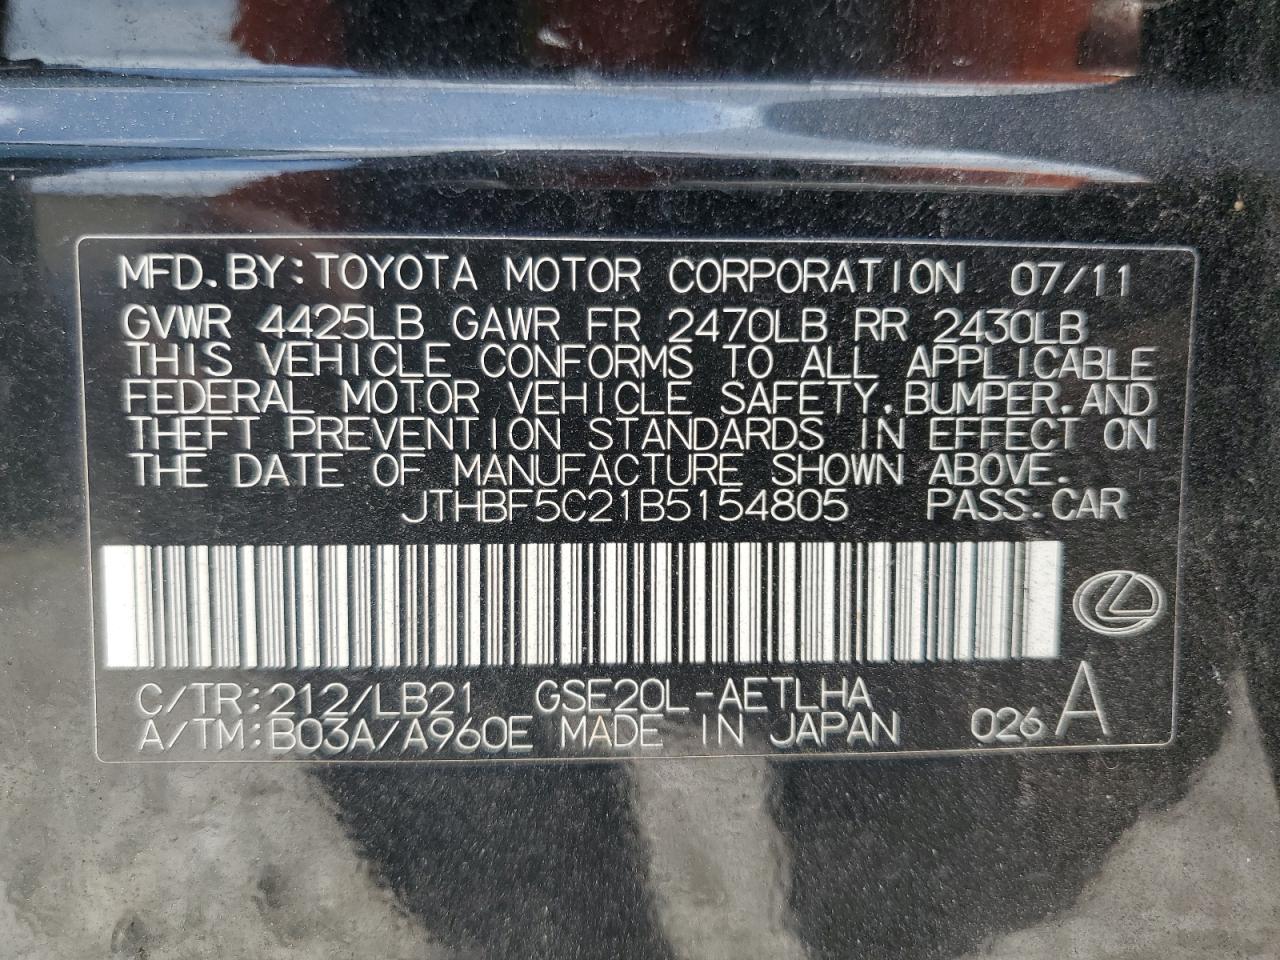 MFD.BY:TOYOTA MOTOR CORPORATION 07/11
GVWR 4425LB GAWR FR 2470LB RR 2430LB
THIS VEHICLE CONFORMS TO ALL APPLICABLE
FEDERAL MOTOR VEHICLE SAFETY, BUMPER, AND
THEFT PREVENTION STANDARDS IN EFFECT ON
THE DATE OF MANUFACTURE SHOWN ABOVE.
JTHBF5C21B5154805 PASS.CAR
C/TR:212/LB21 GSE20L-AETLHA
A/TM:B03A/A960E MADE IN JAPAN 026 A